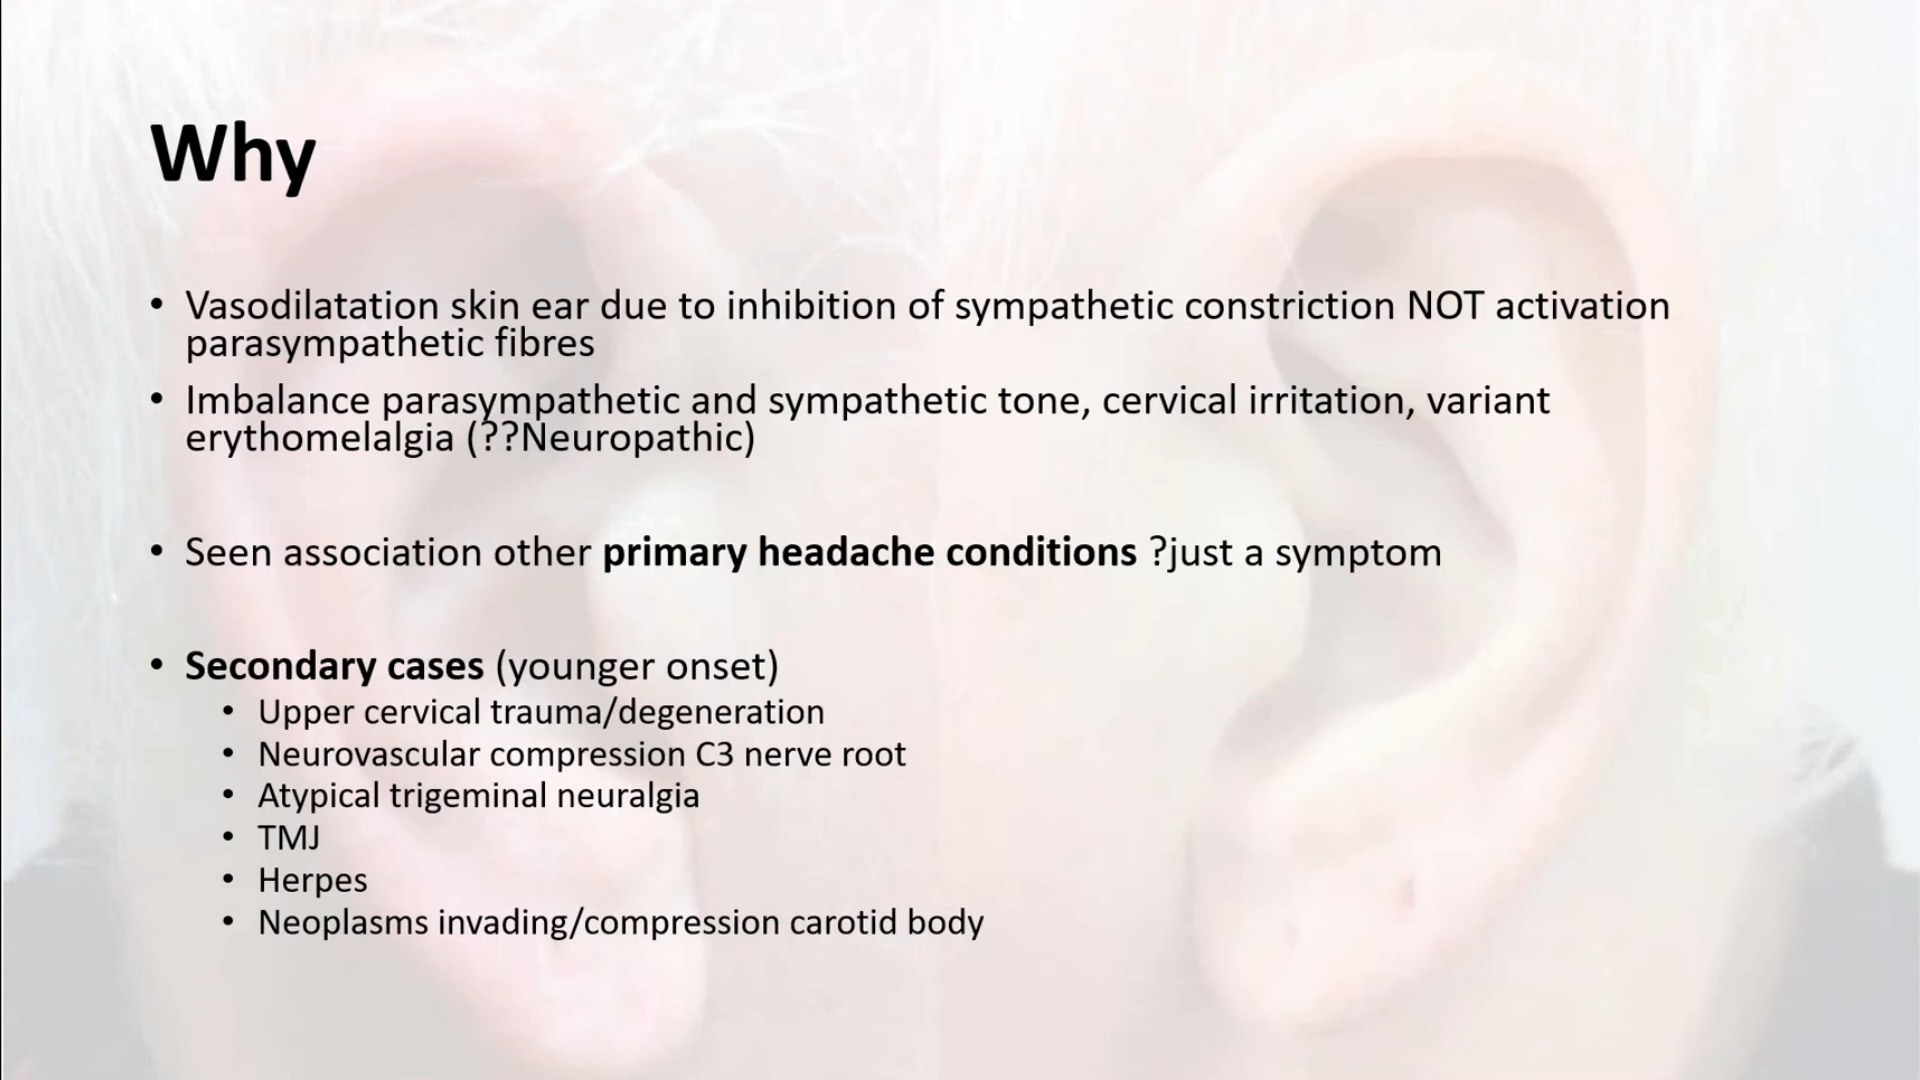 Why
• Vasodilatation skin ear due to inhibition of sympathetic constriction NOT activation
parasympathetic fibres
• Imbalance parasympathetic and sympathetic tone, cervical irritation, variant
erythomelalgia (??Neuropathic)
• Seen association other primary headache conditions ?just a symptom
• Secondary cases (younger onset)
• Upper cervical trauma/degeneration
• Neurovascular compression C3 nerve root
• Atypical trigeminal neuralgia
• TMJ
• Herpes
• Neoplasms invading/compression carotid body